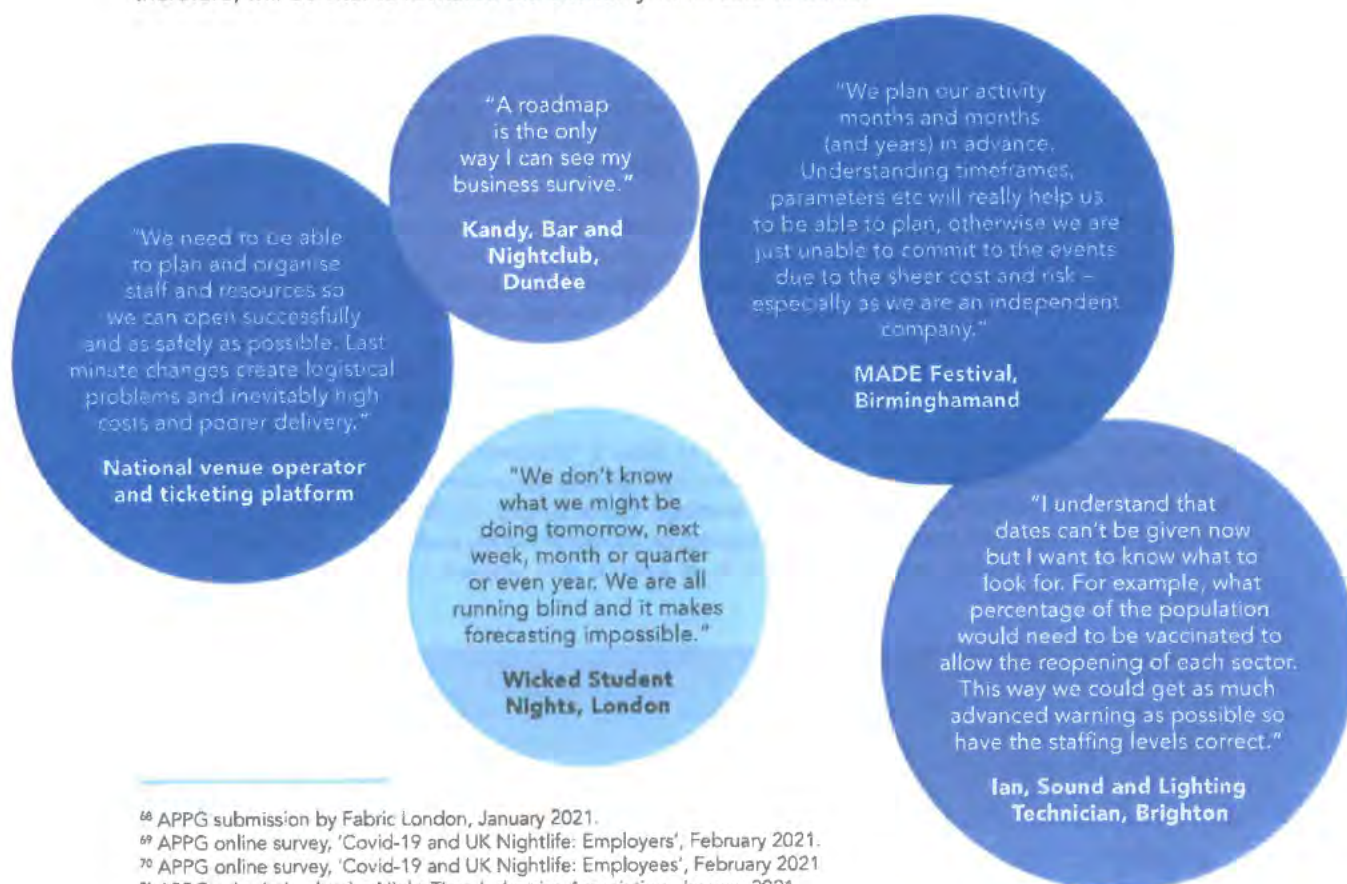 "A roadmap
is the only
way I can see my
business survive."
Kandy, Bar and
Nightclub,
Dundee
"We plan our activity
months and months
(and years) in advance.
Understanding timeframes,
parameters etc will really help us
to be able to plan, otherwise we are
just unable to commit to the events
due to the sheer cost and risk –
especially as we are an independent
company."
MADE Festival,
Birminghamand
"We need to be able
to plan and organise
staff and resources so
we can open successfully
and as safely as possible. Last
minute changes create logistical
problems and inevitably high
costs and poorer delivery."
National venue operator
and ticketing platform
"We don't know
what we might be
doing tomorrow, next
week, month or quarter
or even year. We are all
running blind and it makes
forecasting impossible."
Wicked Student
Nights, London
"I understand that
dates can't be given now
but I want to know what to
look for. For example, what
percentage of the population
would need to be vaccinated to
allow the reopening of each sector.
This way we could get as much
advanced warning as possible so
have the staffing levels correct."
Ian, Sound and Lighting
Technician, Brighton
68 APPG submission by Fabric London, January 2021.
69 APPG online survey, 'Covid-19 and UK Nightlife: Employers', February 2021.
70 APPG online survey, 'Covid-19 and UK Nightlife: Employees', February 2021